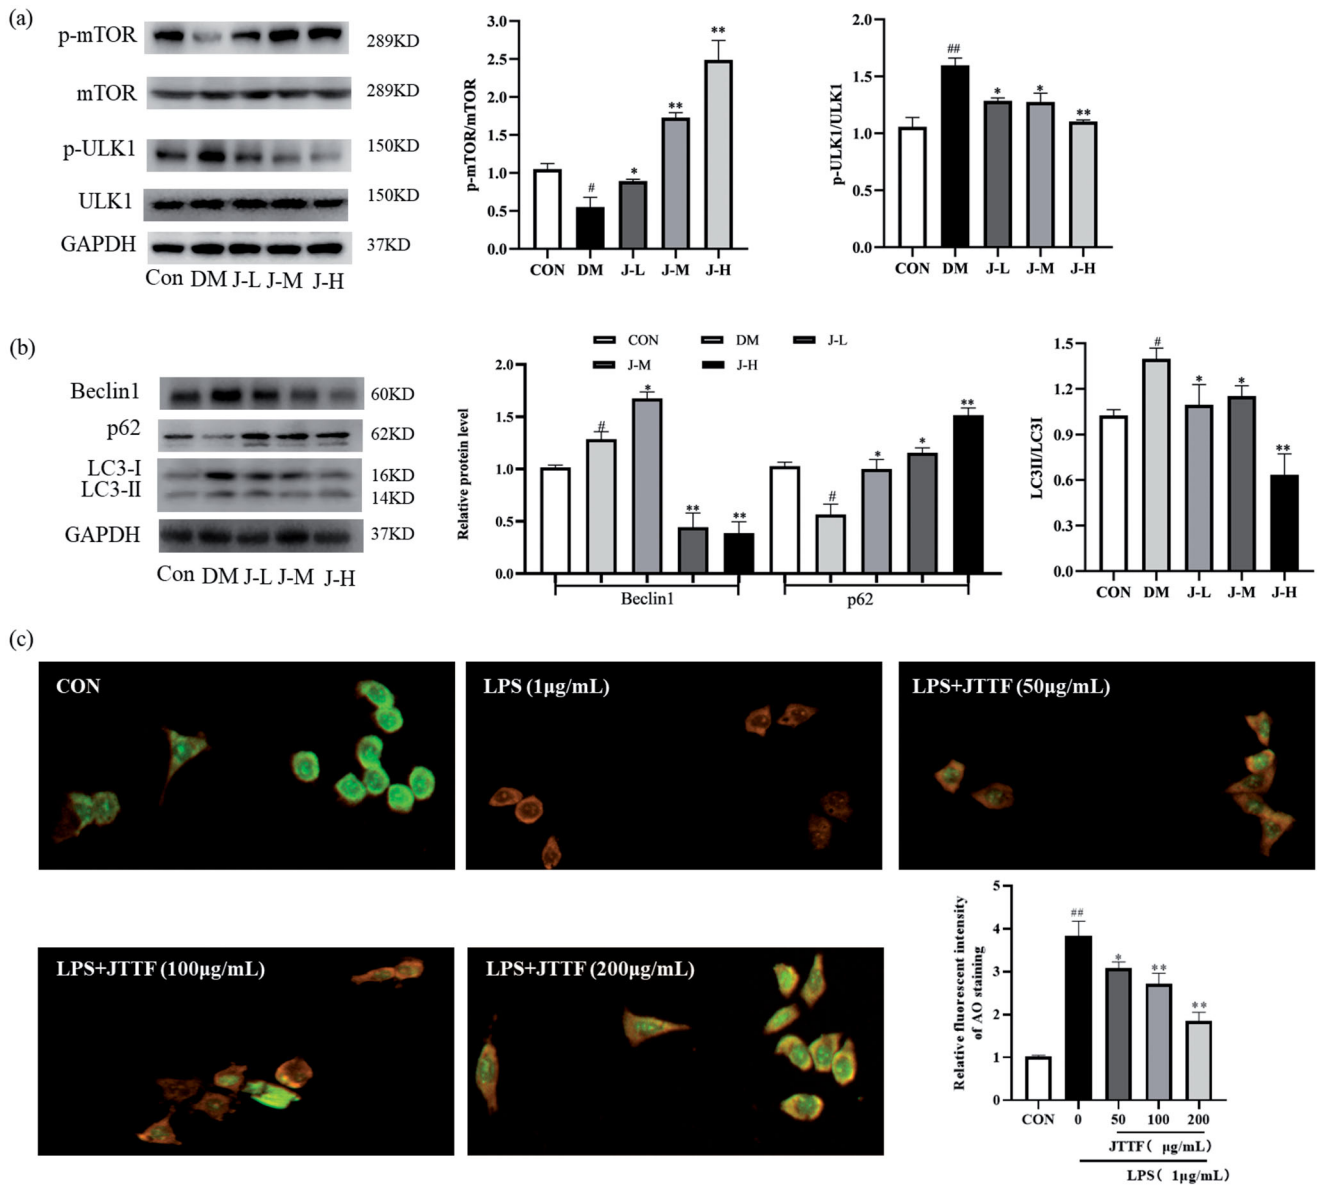 (a)
p-mTOR
289KD
mTOR
289KD
p-ULK1
150KD
ULK1
150KD
GAPDH
37KD
Con DM J-L J-M J-H
p-mTOR/mTOR
3.0
2.5
2.0
1.5
1.0
0.5
0.0
#
*
**
**
CON DM J-L J-M J-H
p-ULK1/ULK1
2.0
1.5
1.0
0.5
0.0
##
*
*
**
CON DM J-L J-M J-H
(b)
Beclin1
60KD
p62
62KD
LC3-I
16KD
LC3-II
14KD
GAPDH
37KD
Con DM J-L J-M J-H
CON DM J-L
J-M J-H
Relative protein level
2.0
1.5
1.0
0.5
0.0
#
*
**
**
#
*
*
**
Beclin1 p62
LC3II/LC3I
1.5
1.2
0.9
0.6
0.3
0.0
#
*
*
**
CON DM J-L J-M J-H
(c)
CON
LPS (1μg/mL)
LPS+JTTF (50μg/mL)
LPS+JTTF (100μg/mL)
LPS+JTTF (200μg/mL)
Relative fluorescent intensity
of AO staining
5
4
3
2
1
0
##
*
**
**
CON 0 50 100 200
JTTF( μg/mL)
LPS( 1μg/mL)